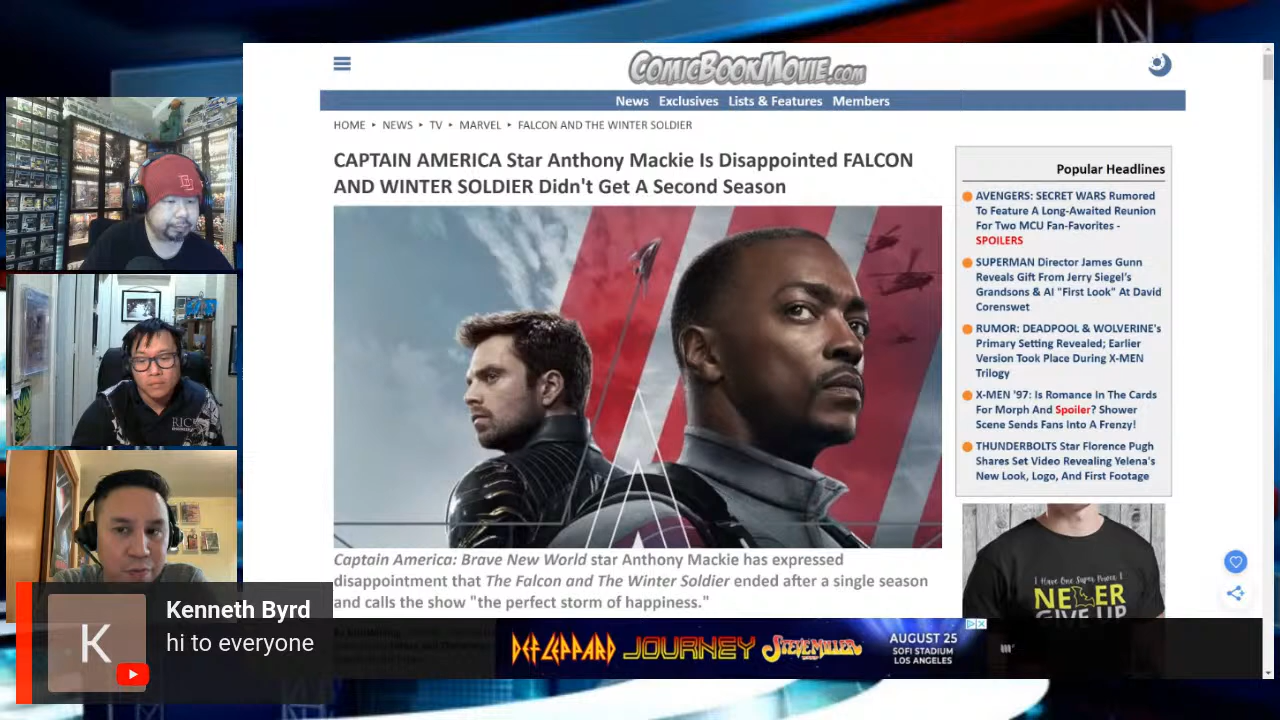 COMICBOOKMOVIE.COM
News Exclusives Lists & Features Members
HOME ▸ NEWS ▸ TV ▸ MARVEL ▸ FALCON AND THE WINTER SOLDIER
CAPTAIN AMERICA Star Anthony Mackie Is Disappointed FALCON
AND WINTER SOLDIER Didn't Get A Second Season
Captain America: Brave New World star Anthony Mackie has expressed
disappointment that The Falcon and The Winter Soldier ended after a single season
and calls the show "the perfect storm of happiness."
Popular Headlines
AVENGERS: SECRET WARS Rumored
To Feature A Long-Awaited Reunion
For Two MCU Fan-Favorites -
SPOILERS
SUPERMAN Director James Gunn
Reveals Gift From Jerry Siegel's
Grandsons & AI "First Look" At David
Corenswet
RUMOR: DEADPOOL & WOLVERINE's
Primary Setting Revealed; Earlier
Version Took Place During X-MEN
Trilogy
X-MEN '97: Is Romance In The Cards
For Morph And Spoiler? Shower
Scene Sends Fans Into A Frenzy!
THUNDERBOLTS Star Florence Pugh
Shares Set Video Revealing Yelena's
New Look, Logo, And First Footage
I Have One Super Power I
NEVER
GIVE UP
RICH
K
Kenneth Byrd
hi to everyone
DEF LEPPARD JOURNEY STEVE MILLER
AUGUST 25
SOFI STADIUM
LOS ANGELES